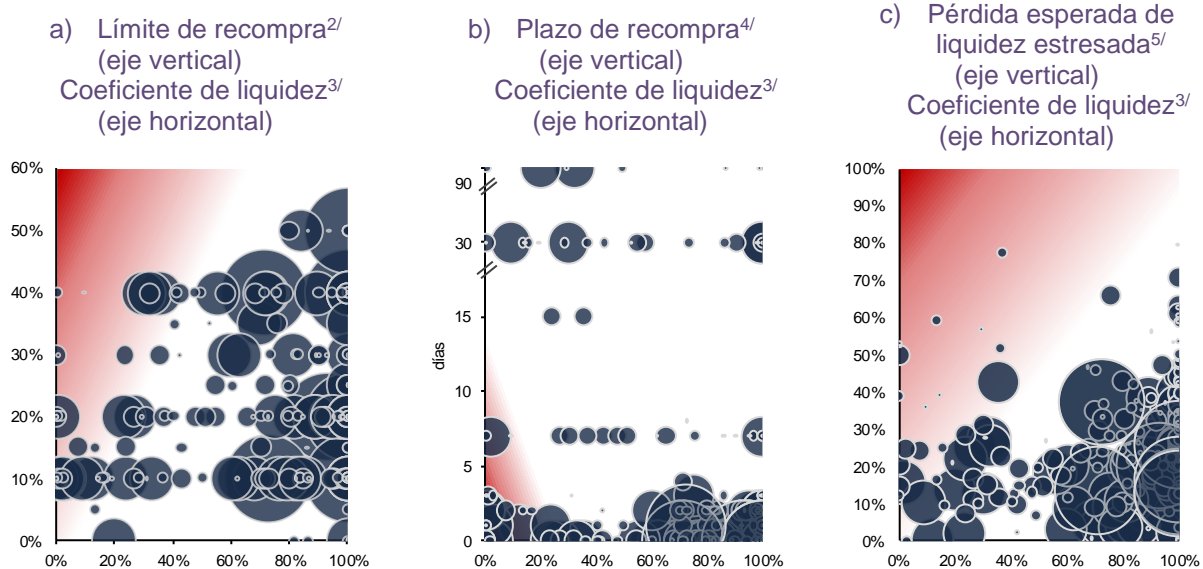 a) Límite de recompra2/
(eje vertical)
Coeficiente de liquidez3/
(eje horizontal)
60%
50%
40%
30%
20%
10%
0%
0% 20% 40% 60% 80% 100%
b) Plazo de recompra4/
(eje vertical)
Coeficiente de liquidez3/
(eje horizontal)
días
90
30
15
10
5
0
0% 20% 40% 60% 80% 100%
c) Pérdida esperada de
liquidez estresada5/
(eje vertical)
Coeficiente de liquidez3/
(eje horizontal)
100%
90%
80%
70%
60%
50%
40%
30%
20%
10%
0%
0% 20% 40% 60% 80% 100%